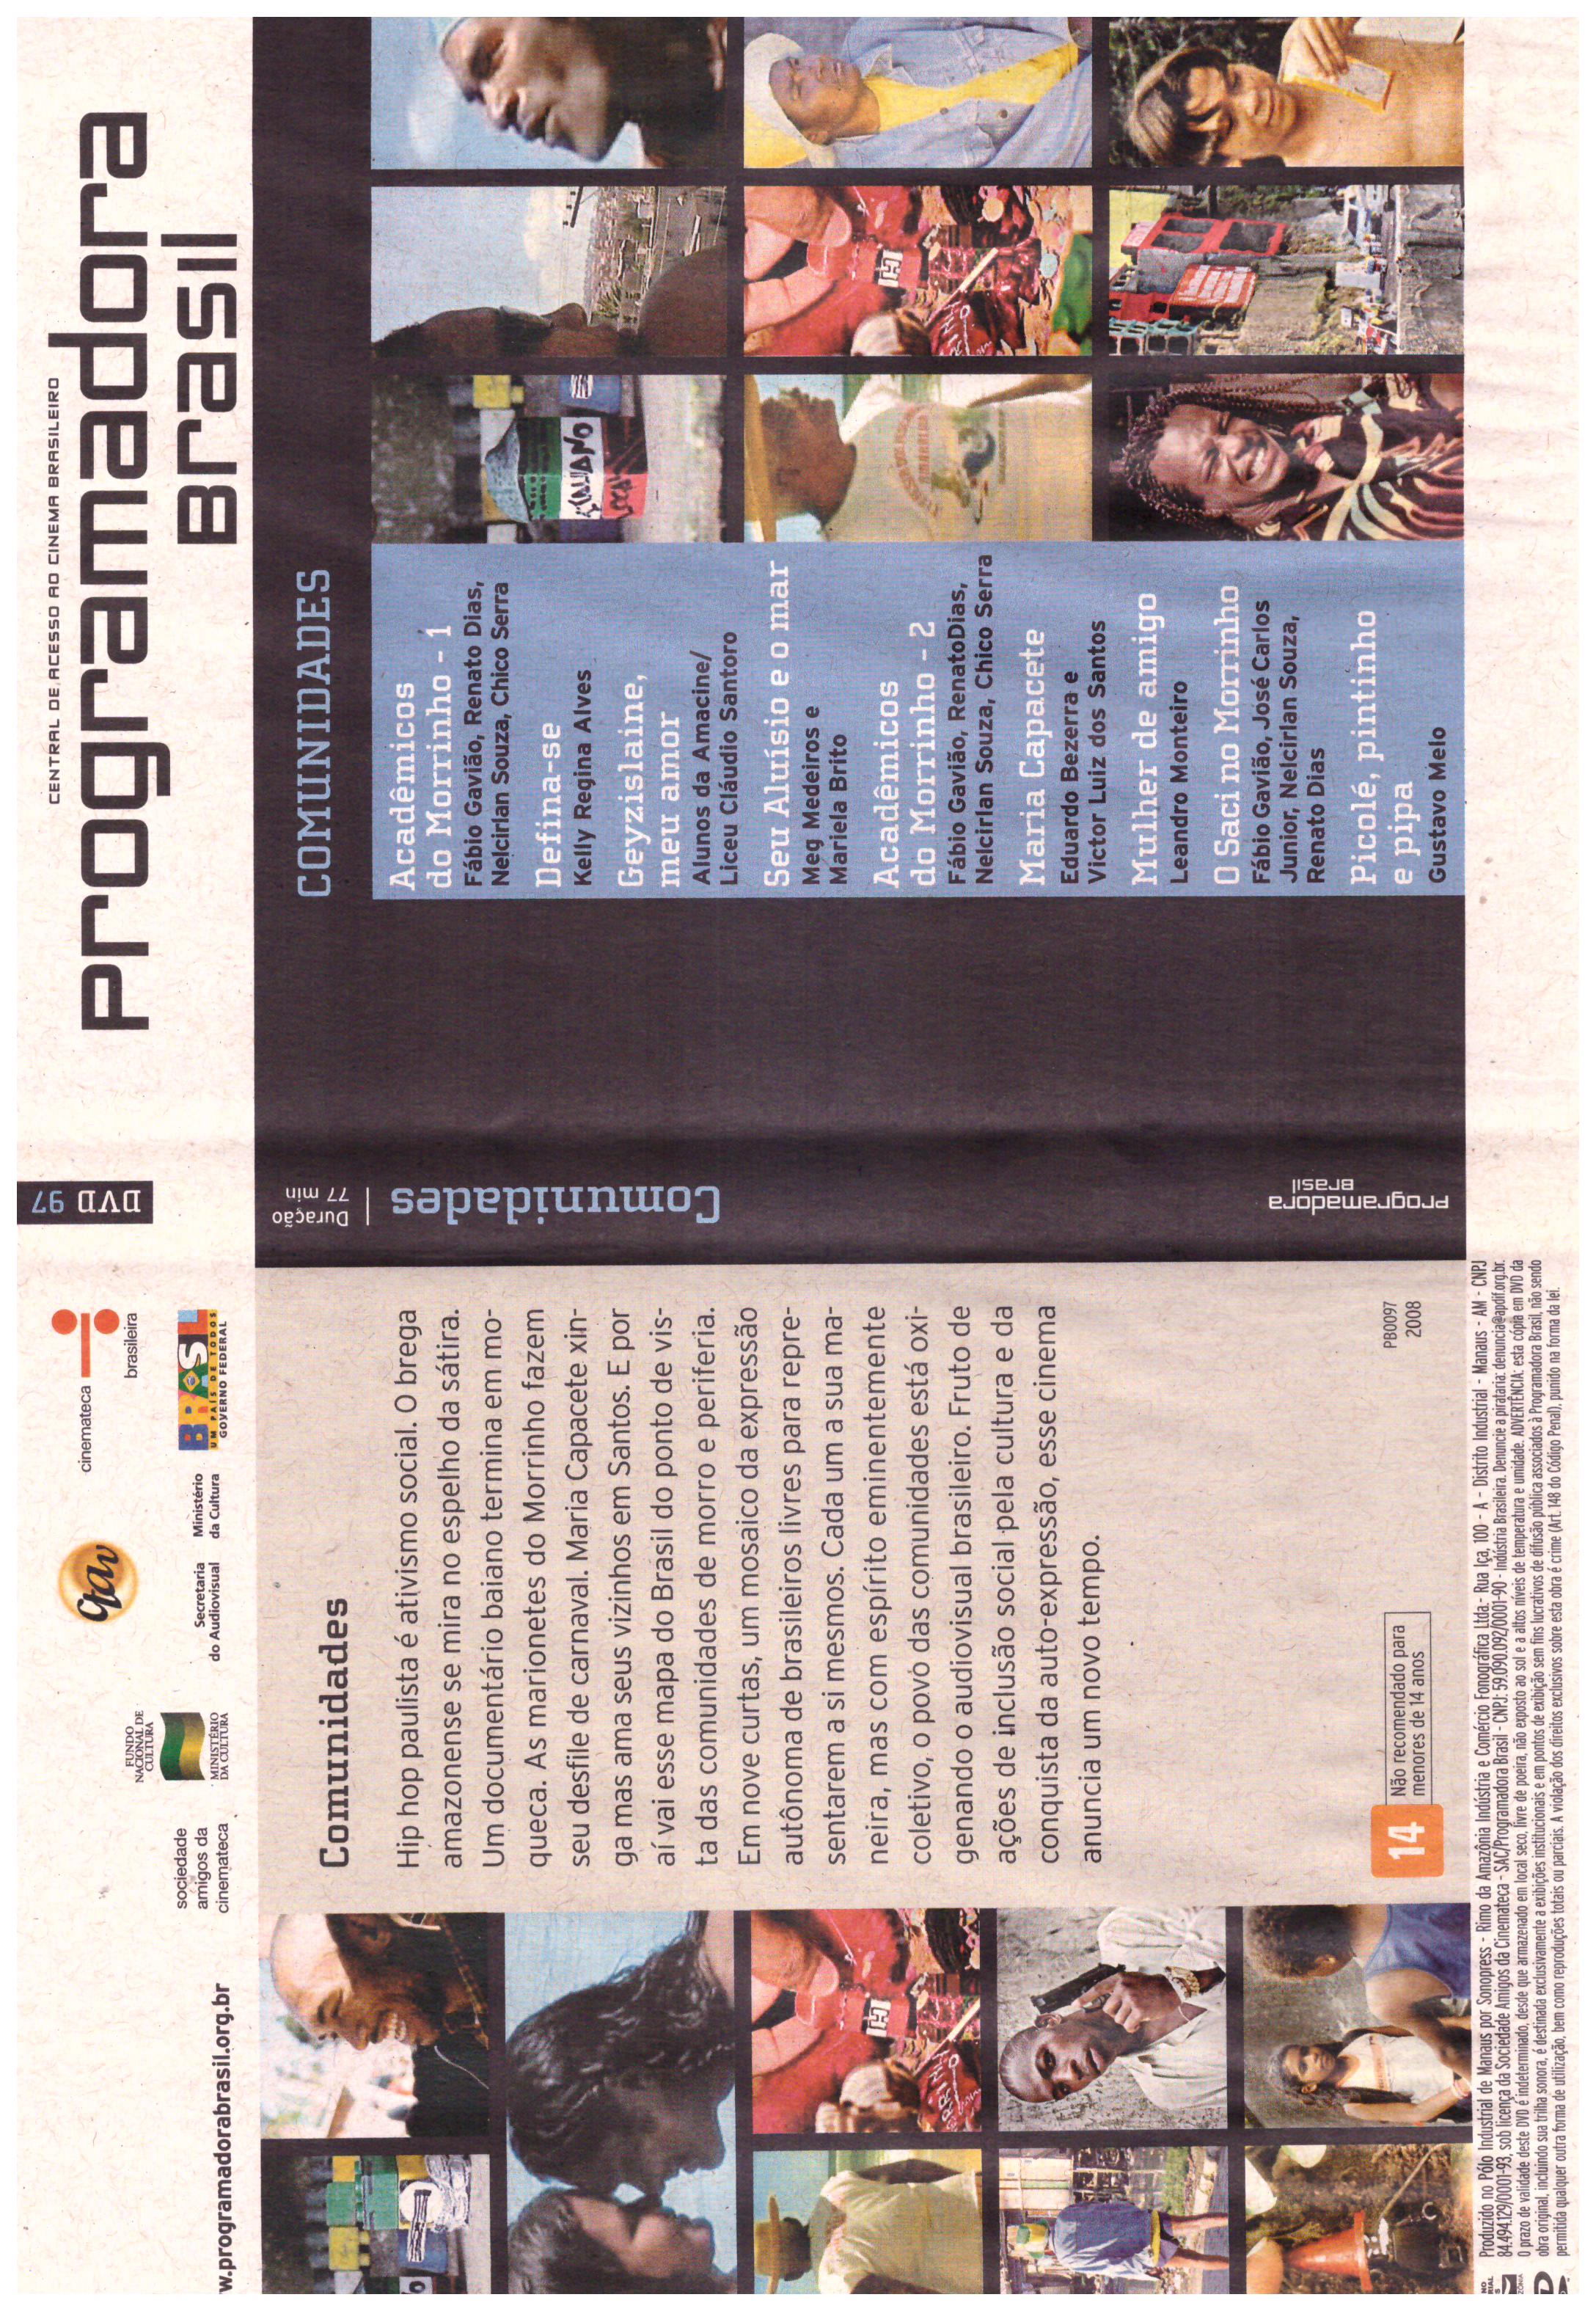 CENTRAL DE ACESSO AO CINEMA BRASILEIRO
Programadora
Brasil
COMUNIDADES
Acadêmicos
do Morrinho - 1
Fábio Gavião, Renato Dias,
Nelcirlan Souza, Chico Serra
Defina-se
Kelly Regina Alves
Geyzislaine,
meu amor
Alunos da Amacine/
Liceu Cláudio Santoro
Seu Aluísio e o mar
Meg Medeiros e
Mariela Brito
Acadêmicos
do Morrinho - 2
Fábio Gavião, RenatoDias,
Nelcirlan Souza, Chico Serra
Maria Capacete
Eduardo Bezerra e
Victor Luiz dos Santos
Mulher de amigo
Leandro Monteiro
O Saci no Morrinho
Fábio Gavião, José Carlos
Junior, Nelcirlan Souza,
Renato Dias
Picolé, pintinho
e pipa
Gustavo Melo
DVD 97
Duração
77 min
Comunidades
Programadora
Brasil
w.programadorabrasil.org.br
sociedade
amigos da
cinemateca
FUNDO
NACIONAL DE
CULTURA
MINISTÉRIO
DA CULTURA
CTAv
Secretaria
do Audiovisual
Ministério
da Cultura
cinemateca
brasileira
BRASIL
UM PAÍS DE TODOS
GOVERNO FEDERAL
Comunidades
Hip hop paulista é ativismo social. O brega
amazonense se mira no espelho da sátira.
Um documentário baiano termina em mo-
queca. As marionetes do Morrinho fazem
seu desfile de carnaval. Maria Capacete xin-
ga mas ama seus vizinhos em Santos. E por
aí vai esse mapa do Brasil do ponto de vis-
ta das comunidades de morro e periferia.
Em nove curtas, um mosaico da expressão
autônoma de brasileiros livres para repre-
sentarem a si mesmos. Cada um a sua ma-
neira, mas com espírito eminentemente
coletivo, o povo das comunidades está oxi-
genando o audiovisual brasileiro. Fruto de
ações de inclusão social pela cultura e da
conquista da auto-expressão, esse cinema
anuncia um novo tempo.
14
Não recomendado para
menores de 14 anos
PB0097
2008
Produzido no Pólo Industrial de Manaus por Sonopress - Rimo da Amazônia Indústria e Comércio Fonográfica Ltda - Rua Iça, 100 - A - Distrito Industrial - Manaus - AM - CNPJ
84.494.129/0001-93, sob licença da Sociedade Amigos da Cinemateca - SAC/Programadora Brasil - CNPJ: 59.090.092/0001-90 - Indústria Brasileira. Denuncie a pirataria: denuncia@apdif.org.br.
O prazo de validade deste DVD é indeterminado, desde que armazenado em local seco, livre de poeira, não exposto ao sol e a altos níveis de temperatura e umidade. ADVERTÊNCIA: esta cópia em DVD da
obra original, incluindo sua trilha sonora, é destinada exclusivamente a exibições institucionais e em pontos de exibição sem fins lucrativos de difusão pública associados à Programadora Brasil, não sendo
permitida qualquer outra forma de utilização, bem como reproduções totais ou parciais. A violação dos direitos exclusivos sobre esta obra é crime (Art. 148 do Código Penal), punido na forma da lei.